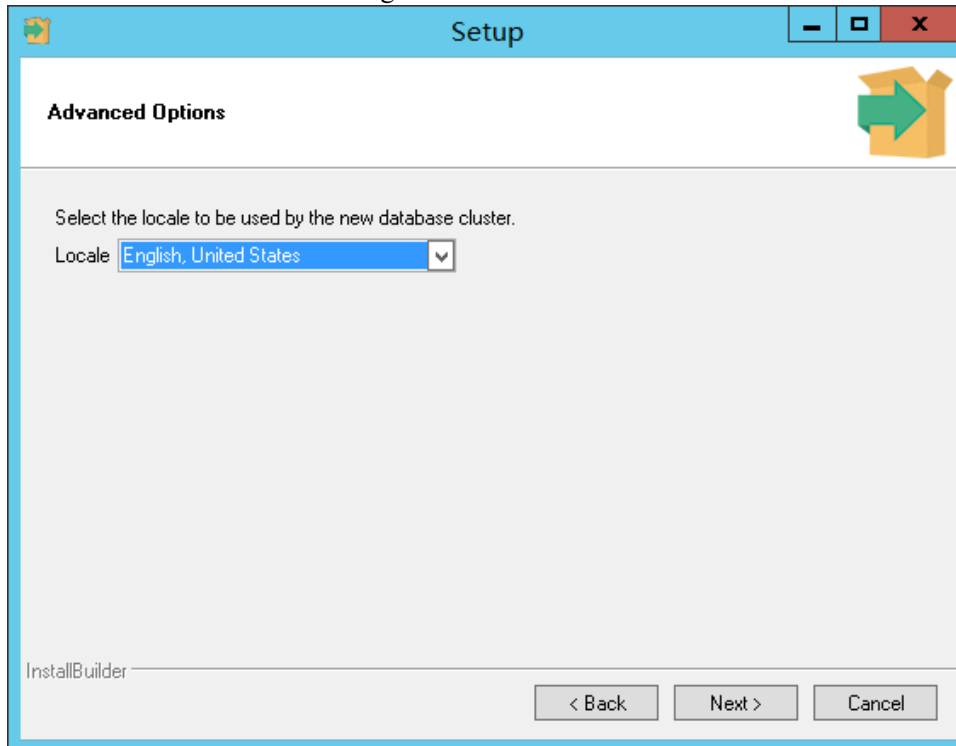 Setup
Advanced Options
Select the locale to be used by the new database cluster.
Locale English, United States
InstallBuilder
< Back Next > Cancel